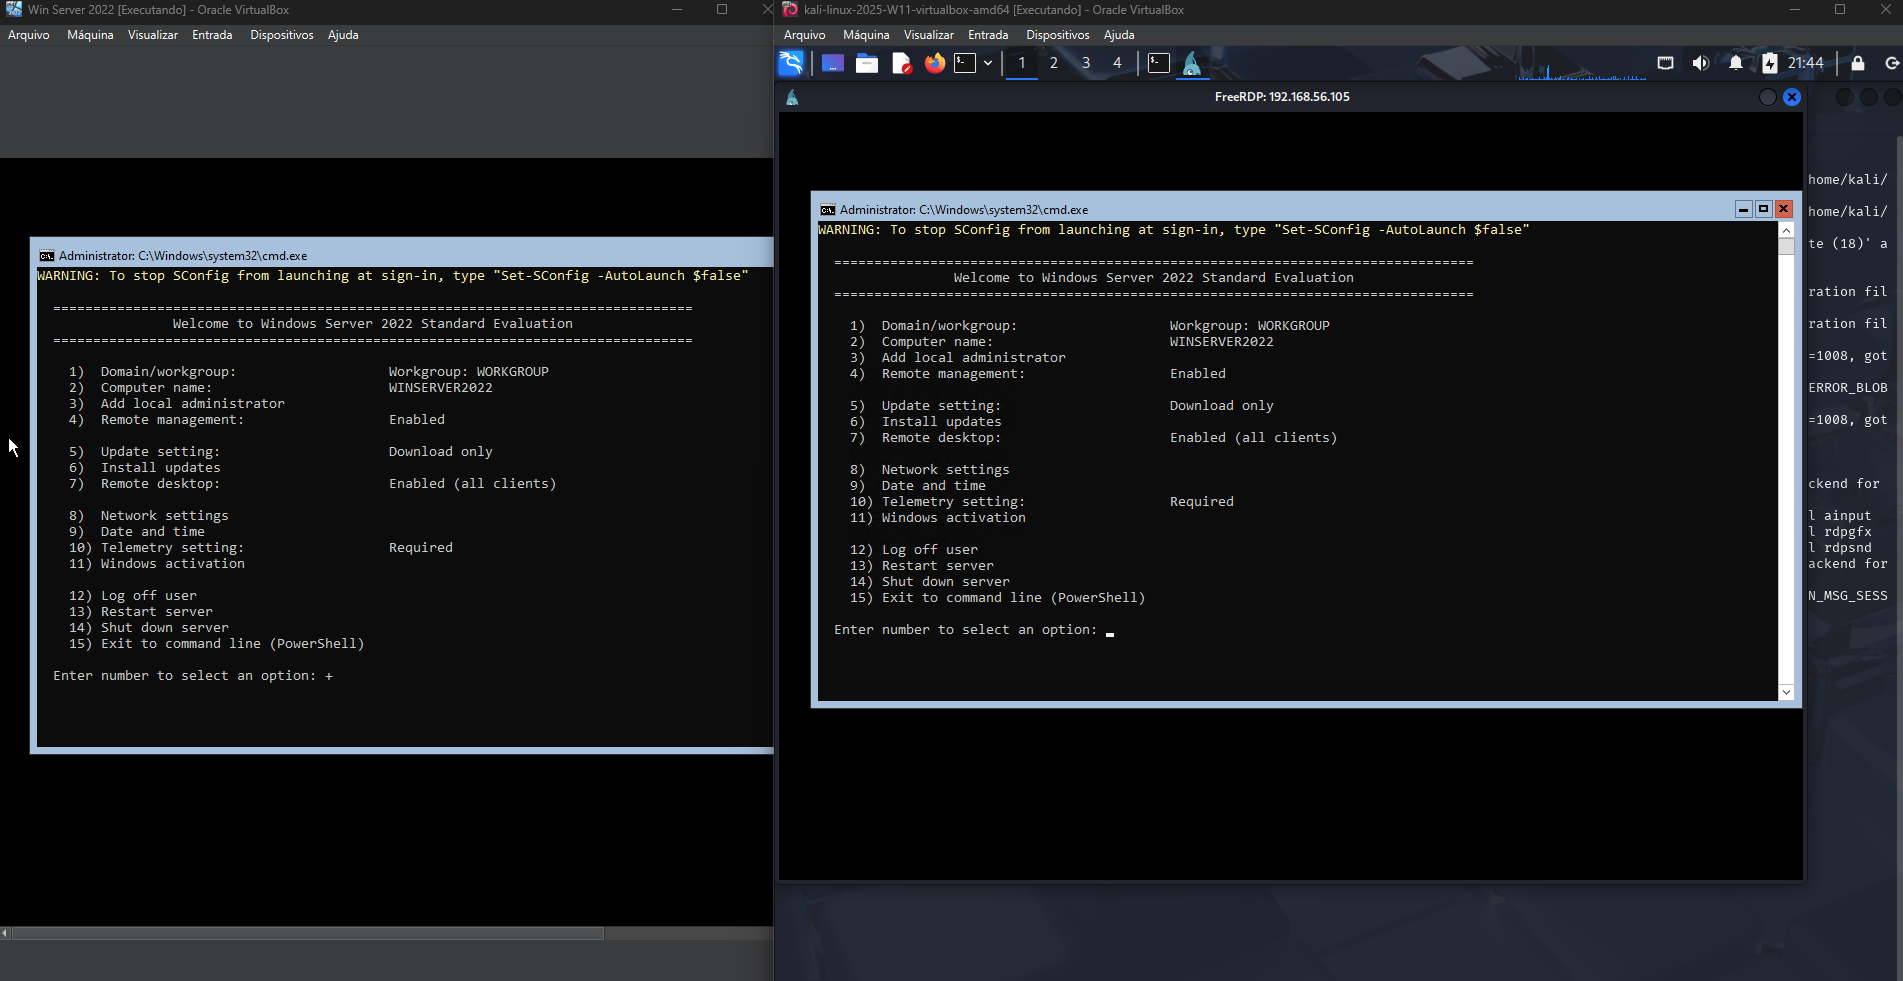 Win Server 2022 [Executando] - Oracle VirtualBox
Arquivo Máquina Visualizar Entrada Dispositivos Ajuda
Administrator: C:\Windows\system32\cmd.exe
WARNING: To stop SConfig from launching at sign-in, type "Set-SConfig -AutoLaunch $false"
================================================================================
Welcome to Windows Server 2022 Standard Evaluation
================================================================================
1) Domain/workgroup: Workgroup: WORKGROUP
2) Computer name: WINSERVER2022
3) Add local administrator
4) Remote management: Enabled
5) Update setting: Download only
6) Install updates
7) Remote desktop: Enabled (all clients)
8) Network settings
9) Date and time
10) Telemetry setting: Required
11) Windows activation
12) Log off user
13) Restart server
14) Shut down server
15) Exit to command line (PowerShell)
Enter number to select an option: +
kali-linux-2025-W11-virtualbox-amd64 [Executando] - Oracle VirtualBox
Arquivo Máquina Visualizar Entrada Dispositivos Ajuda
1 2 3 4 21:44
FreeRDP: 192.168.56.105
Administrator: C:\Windows\system32\cmd.exe
WARNING: To stop SConfig from launching at sign-in, type "Set-SConfig -AutoLaunch $false"
================================================================================
Welcome to Windows Server 2022 Standard Evaluation
================================================================================
1) Domain/workgroup: Workgroup: WORKGROUP
2) Computer name: WINSERVER2022
3) Add local administrator
4) Remote management: Enabled
5) Update setting: Download only
6) Install updates
7) Remote desktop: Enabled (all clients)
8) Network settings
9) Date and time
10) Telemetry setting: Required
11) Windows activation
12) Log off user
13) Restart server
14) Shut down server
15) Exit to command line (PowerShell)
Enter number to select an option:
home/kali/
home/kali/
te (18)' a
ration fil
ration fil
=1008, got
ERROR_BLOB
=1008, got
ckend for
l ainput
l rdpgfx
l rdpsnd
ackend for
N_MSG_SESS